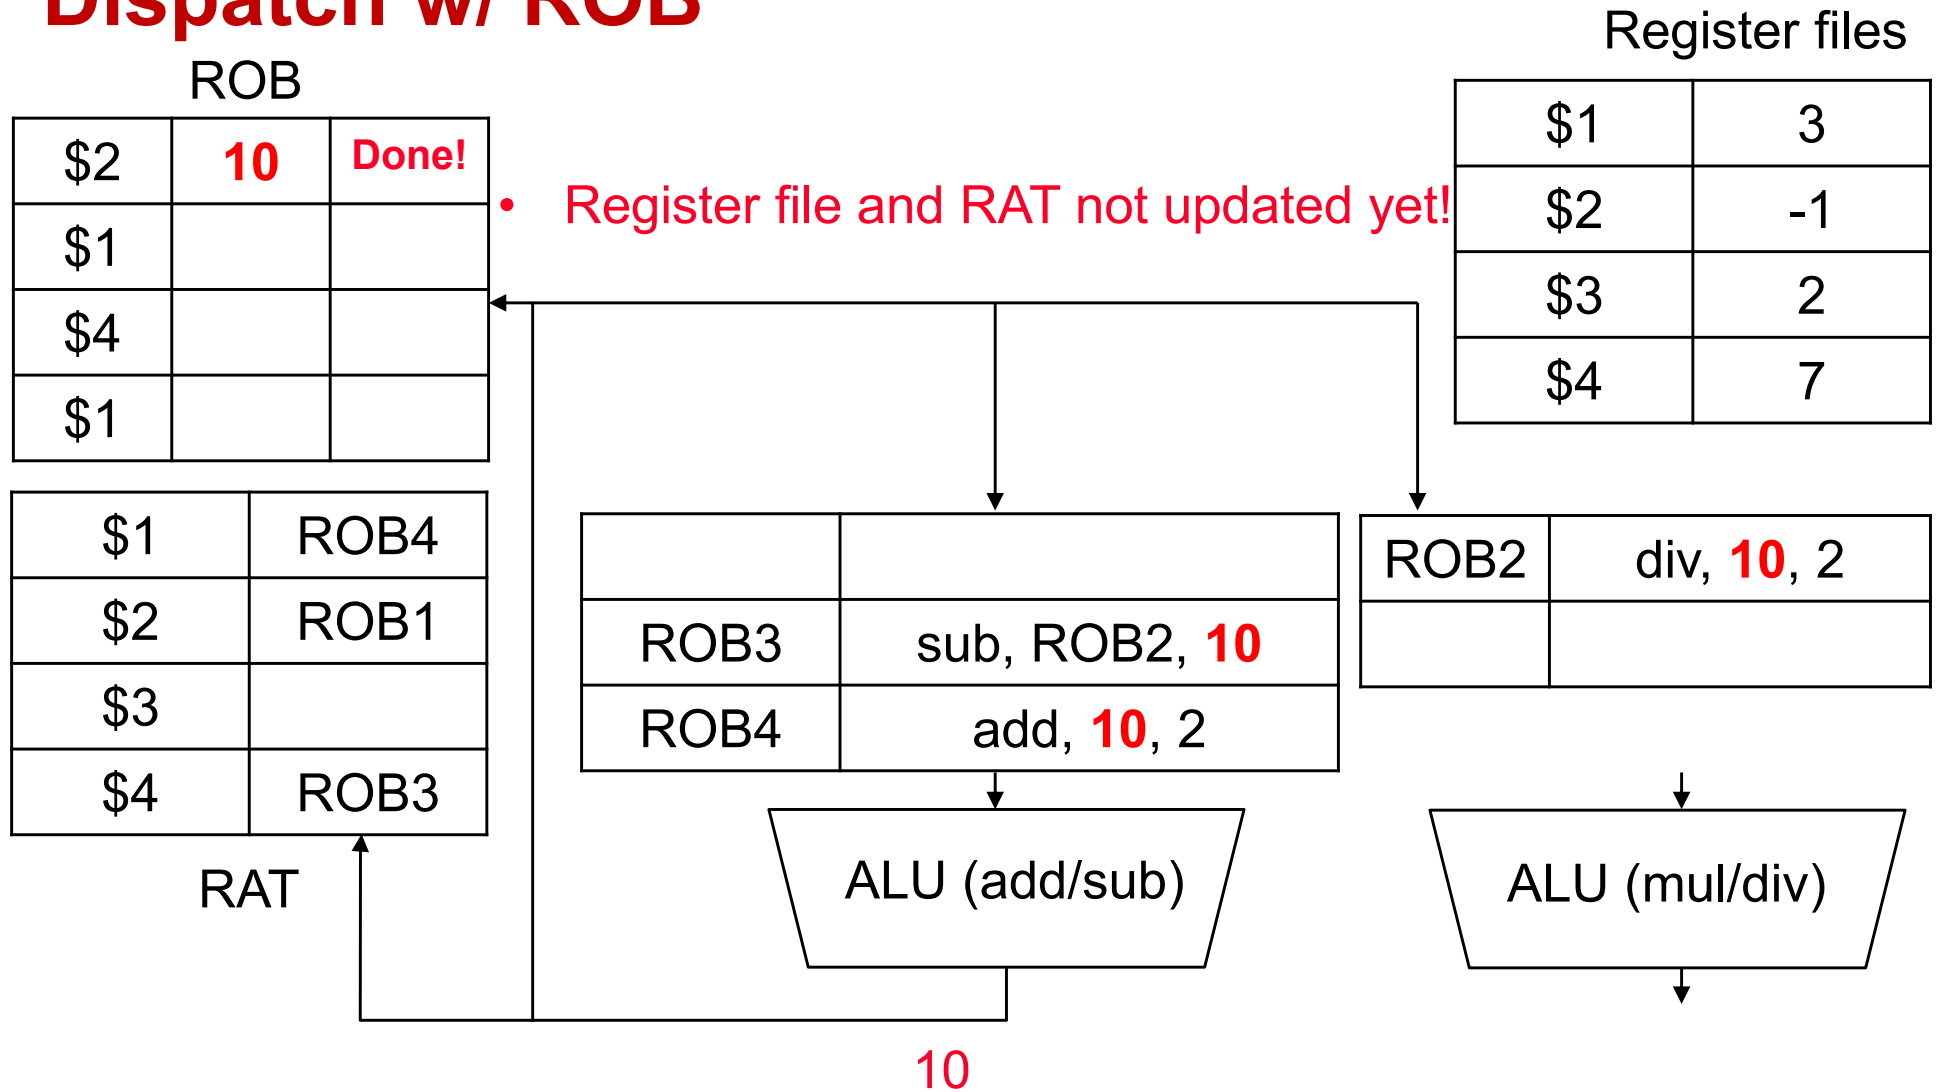 Dispatch w/ ROB
Register files
ROB
$2 10 Done!
$1
$4
$1
• Register file and RAT not updated yet!
$1 3
$2 -1
$3 2
$4 7
$1 ROB4
$2 ROB1
$3
$4 ROB3
RAT
ROB3 sub, ROB2, 10
ROB4 add, 10, 2
ROB2 div, 10, 2
ALU (add/sub)
ALU (mul/div)
10